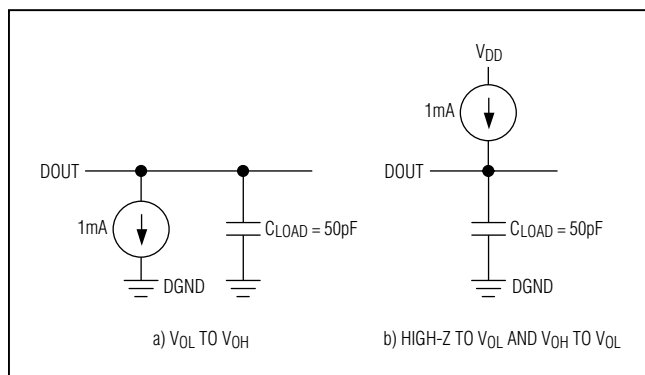 DOUT
1mA
CLOAD = 50pF
DGND
a) VOL TO VOH
VDD
1mA
DOUT
CLOAD = 50pF
DGND
b) HIGH-Z TO VOL AND VOH TO VOL